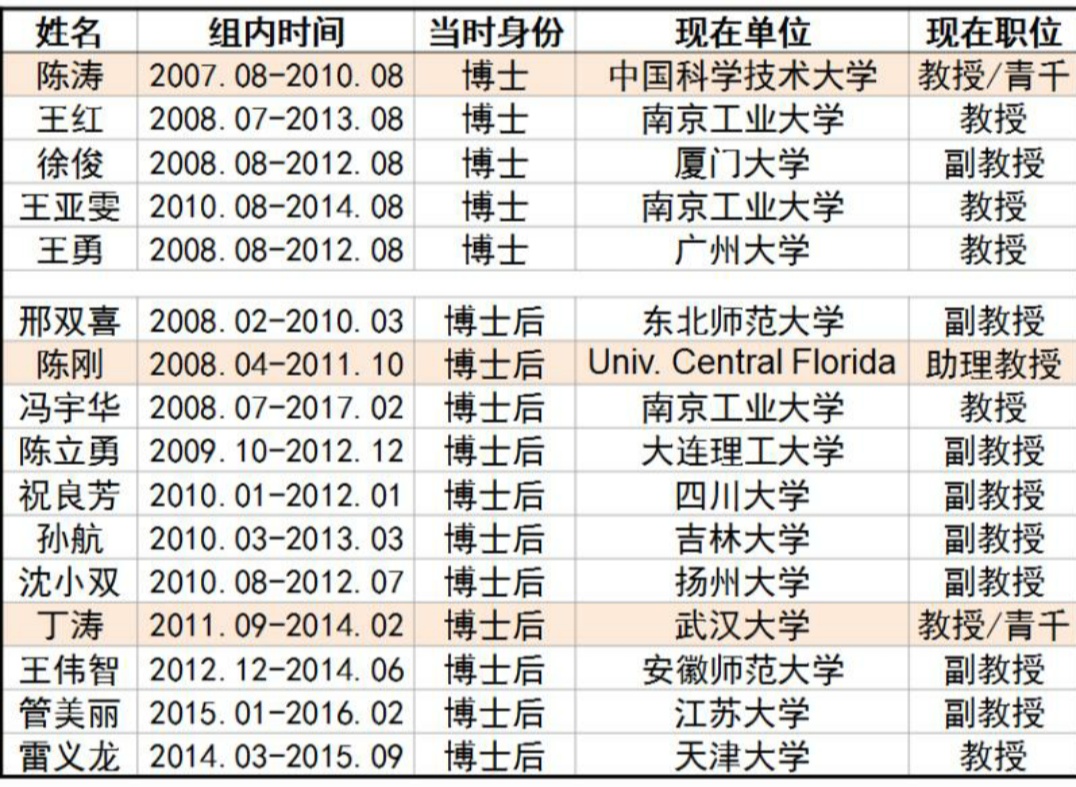 姓名 组内时间 当时身份 现在单位 现在职位
陈涛 2007.08-2010.08 博士 中国科学技术大学 教授/青千
王红 2008.07-2013.08 博士 南京工业大学 教授
徐俊 2008.08-2012.08 博士 厦门大学 副教授
王亚雯 2010.08-2014.08 博士 南京工业大学 教授
王勇 2008.08-2012.08 博士 广州大学 教授
邢双喜 2008.02-2010.03 博士后 东北师范大学 副教授
陈刚 2008.04-2011.10 博士后 Univ. Central Florida 助理教授
冯宇华 2008.07-2017.02 博士后 南京工业大学 教授
陈立勇 2009.10-2012.12 博士后 大连理工大学 副教授
祝良芳 2010.01-2012.01 博士后 四川大学 副教授
孙航 2010.03-2013.03 博士后 吉林大学 副教授
沈小双 2010.08-2012.07 博士后 扬州大学 副教授
丁涛 2011.09-2014.02 博士后 武汉大学 教授/青千
王伟智 2012.12-2014.06 博士后 安徽师范大学 副教授
管美丽 2015.01-2016.02 博士后 江苏大学 副教授
雷义龙 2014.03-2015.09 博士后 天津大学 教授